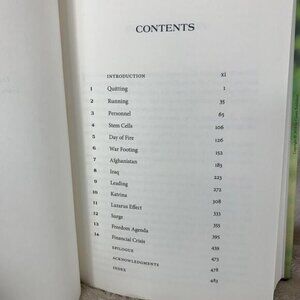 CONTENTS
INTRODUCTION xi
1 Quitting 1
2 Running 35
3 Personnel 65
4 Stem Cells 106
5 Day of Fire 126
6 War Footing 152
7 Afghanistan 183
8 Iraq 223
9 Leading 272
10 Katrina 308
11 Lazarus Effect 333
12 Surge 355
13 Freedom Agenda 395
14 Financial Crisis 439
EPILOGUE 473
ACKNOWLEDGMENTS 478
INDEX 483